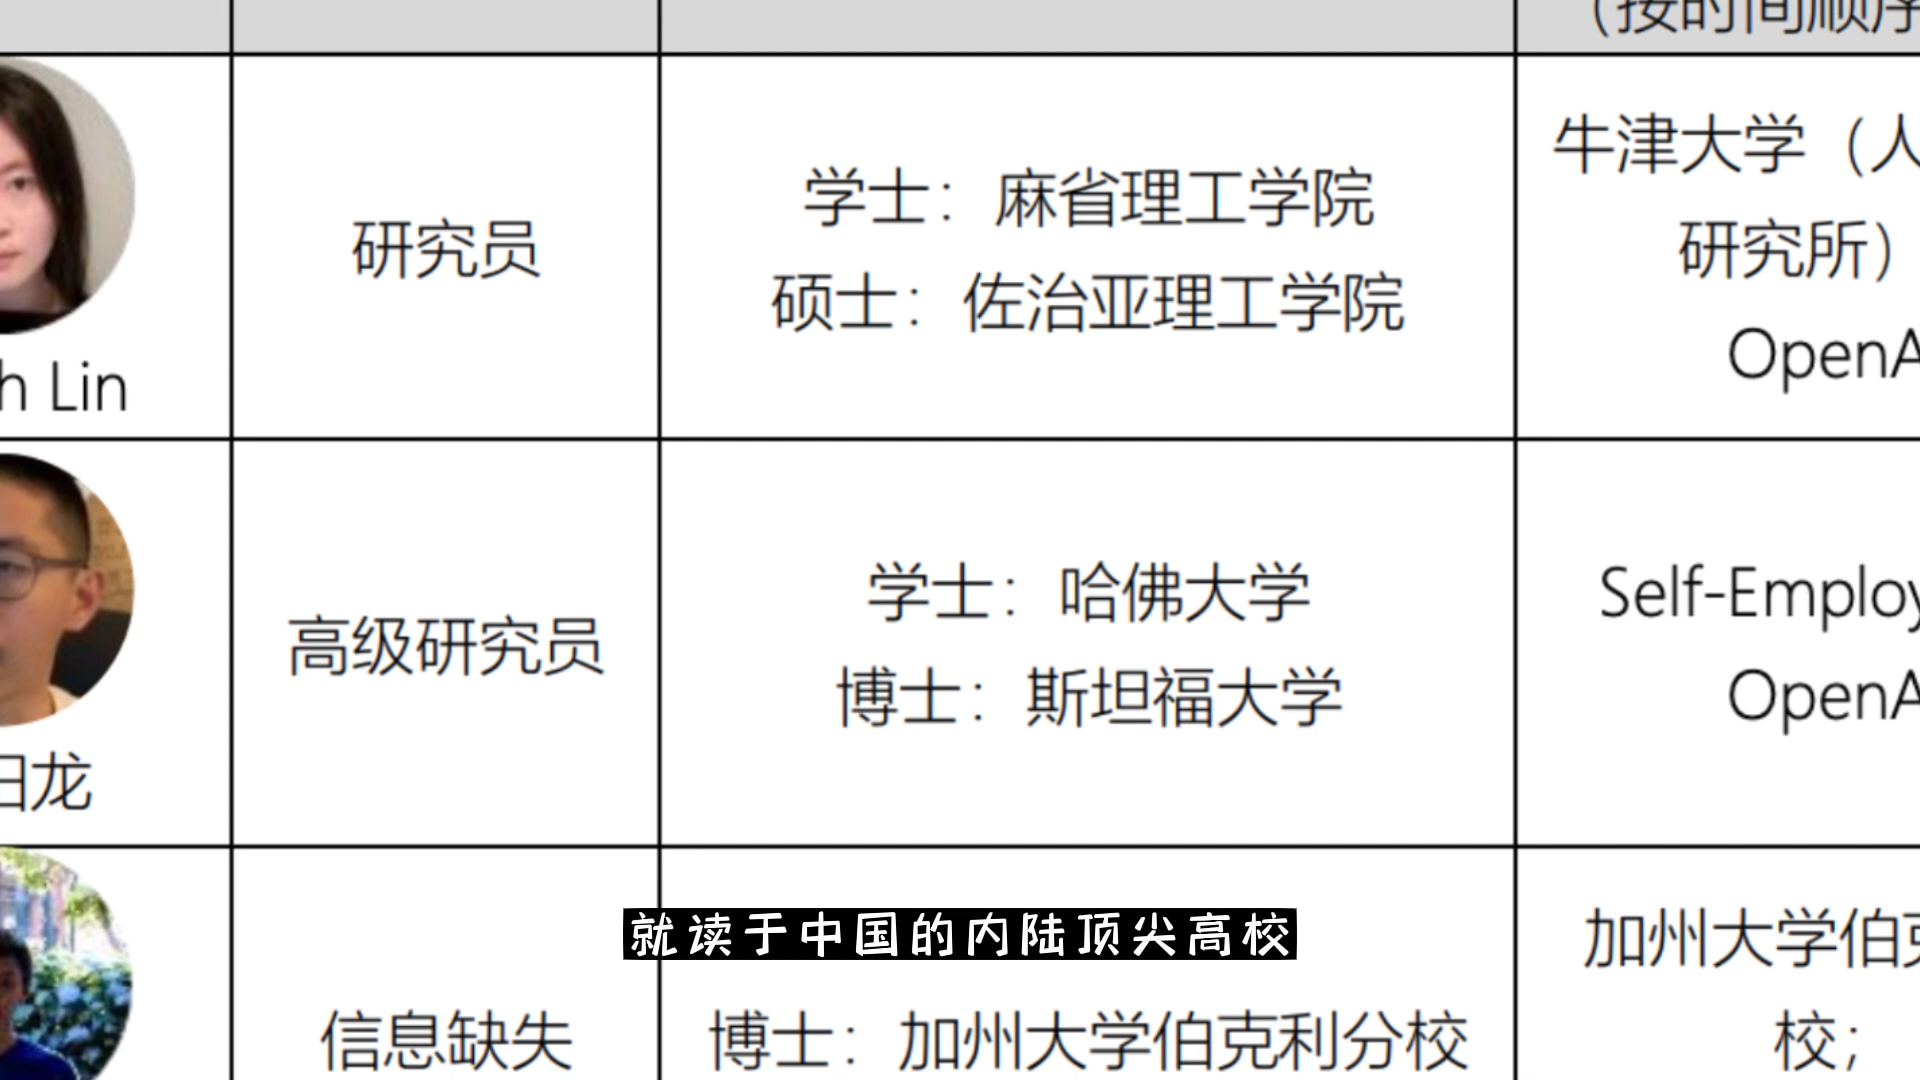 （按时间顺序
研究员
学士：麻省理工学院
硕士：佐治亚理工学院
牛津大学（人
研究所）
OpenA
h Lin
高级研究员
学士：哈佛大学
博士：斯坦福大学
Self-Employ
OpenA
阳龙
就读于中国的内陆顶尖高校
信息缺失
博士：加州大学伯克利分校
加州大学伯克
校；